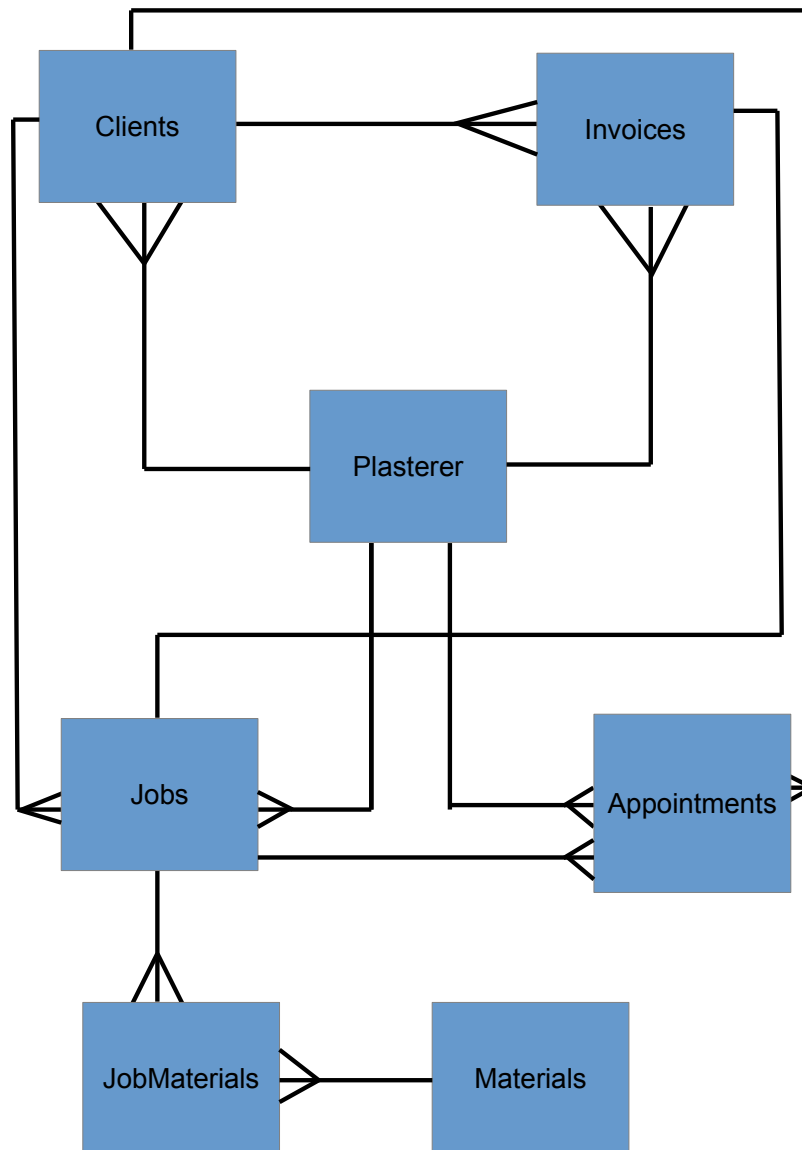 Clients
Invoices
Plasterer
Jobs
Appointments
JobMaterials
Materials